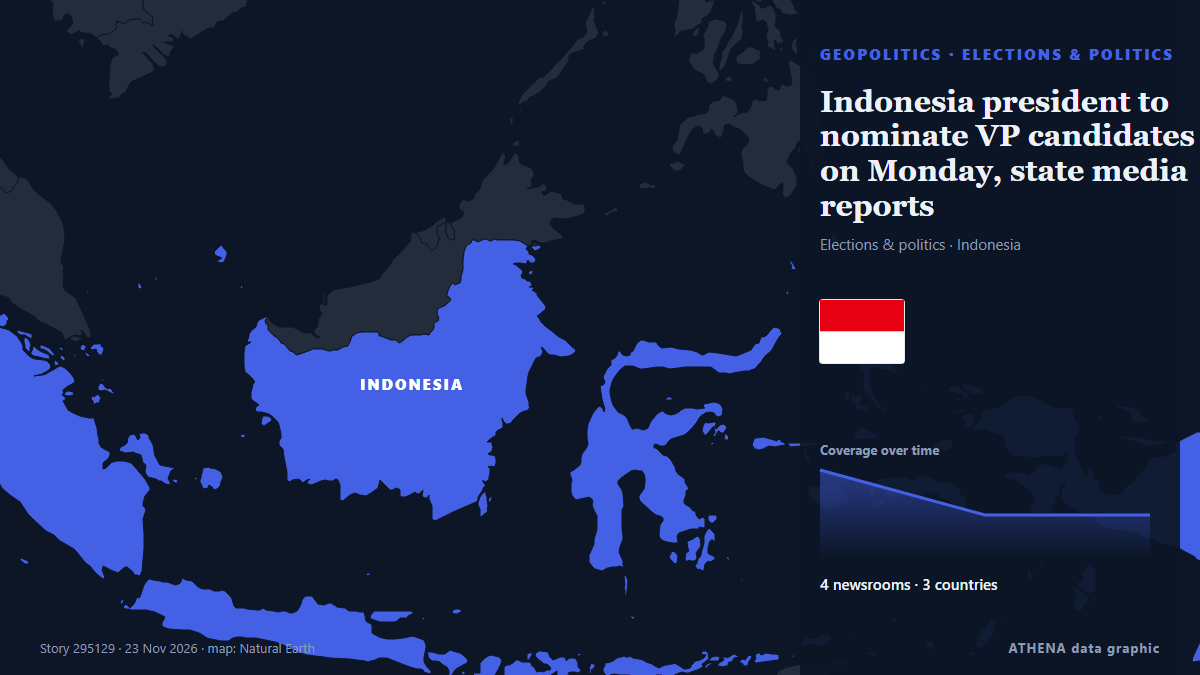 GEOPOLITICS · ELECTIONS & POLITICS
Indonesia president to
nominate VP candidates
on Monday, state media
reports
Elections & politics · Indonesia
INDONESIA
Coverage over time
4 newsrooms · 3 countries
Story 295129 · 23 Nov 2026 · map: Natural Earth
ATHENA data graphic